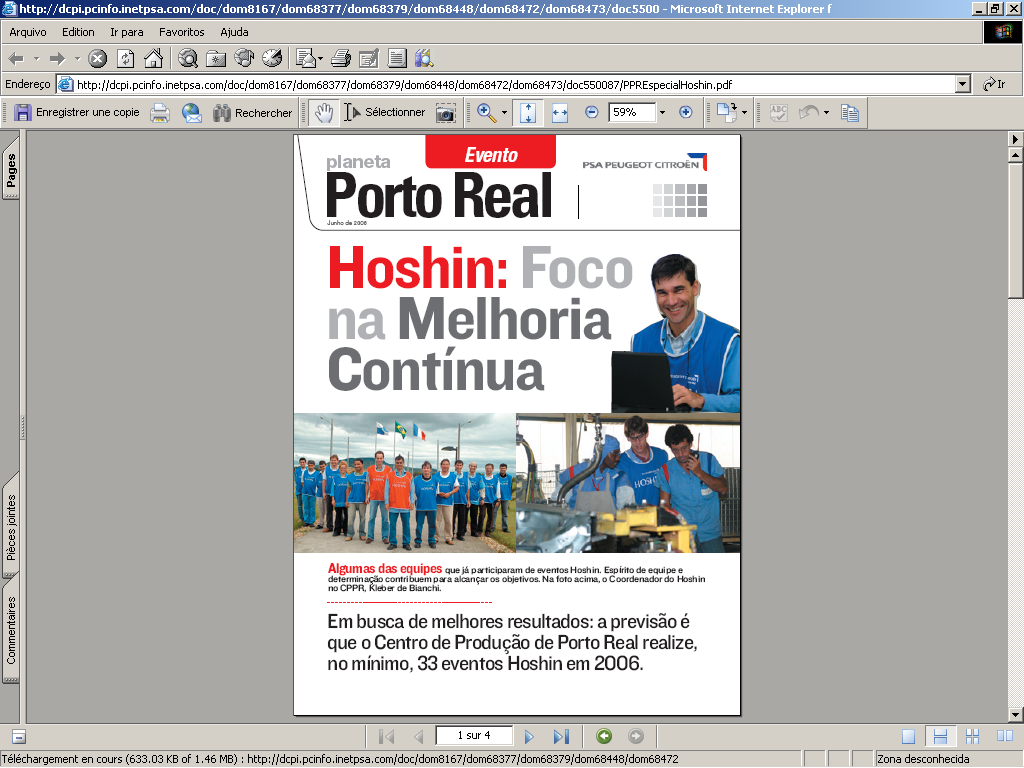 http://dcpi.pcinfo.inetpsa.com/doc/dom8167/dom68377/dom68379/dom68448/dom68472/dom68473/doc5500 - Microsoft Internet Explorer f
Arquivo Edition Ir para Favoritos Ajuda
Endereço http://dcpi.pcinfo.inetpsa.com/doc/dom8167/dom68377/dom68379/dom68448/dom68472/dom68473/doc550087/PPREspecialHoshin.pdf Ir
Enregistrer une copie Rechercher Sélectionner 59% ABC
Pages
Pièces jointes
Commentaires
Evento
planeta
PSA PEUGEOT CITROËN
Porto Real
Junho de 2006
Hoshin: Foco
na Melhoria
Contínua
HOSHIN
Algumas das equipes que já participaram de eventos Hoshin. Espírito de equipe e
determinação contribuem para alcançar os objetivos. Na foto acima, o Coordenador do Hoshin
no CPPR, Kleber de Bianchi.
Em busca de melhores resultados: a previsão é
que o Centro de Produção de Porto Real realize,
no mínimo, 33 eventos Hoshin em 2006.
1 sur 4
Téléchargement en cours (633.03 KB of 1.46 MB) : http://dcpi.pcinfo.inetpsa.com/doc/dom8167/dom68377/dom68379/dom68448/dom68472 Zona desconhecida